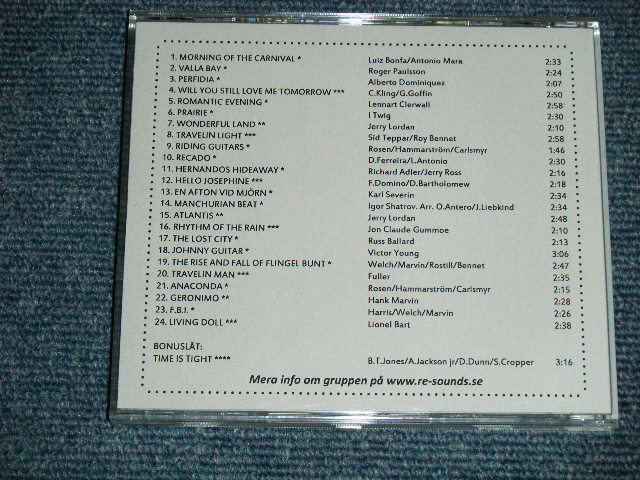 1. MORNING OF THE CARNIVAL * Luiz Bonfa/Antonio Mara 2:33
2. VALLA BAY * Roger Paulsson 2:24
3. PERFIDIA * Alberto Dominiquez 2:07
4. WILL YOU STILL LOVE ME TOMORROW *** C.Kling/G.Goffin 2:50
5. ROMANTIC EVENING * Lennart Clerwall 2:58
6. PRAIRIE * I Twig 2:30
7. WONDERFUL LAND ** Jerry Lordan 2:10
8. TRAVELIN LIGHT *** Sid Teppar/Roy Bennet 2:58
9. RIDING GUITARS * Rosen/Hammarström/Carlsmyr 1:46
10. RECADO * D.Ferreira/L.Antonio 2:30
11. HERNANDOS HIDEAWAY * Richard Adler/Jerry Ross 2:16
12. HELLO JOSEPHINE *** F.Domino/D.Bartholomew 2:18
13. EN AFTON VID MJÖRN * Karl Severin 2:34
14. MANCHURIAN BEAT * Igor Shatrov. Arr. O.Antero/J.Liebkind 2:34
15. ATLANTIS ** Jerry Lordan 2:48
16. RHYTHM OF THE RAIN *** Jon Claude Gummoe 2:10
17. THE LOST CITY * Russ Ballard 2:13
18. JOHNNY GUITAR * Victor Young 3:06
19. THE RISE AND FALL OF FLINGEL BUNT * Welch/Marvin/Rostill/Bennet 2:47
20. TRAVELIN MAN *** Fuller 2:35
21. ANACONDA * Rosen/Hammarström/Carlsmyr 2:15
22. GERONIMO ** Hank Marvin 2:28
23. F.B.I. * Harris/Welch/Marvin 2:26
24. LIVING DOLL *** Lionel Bart 2:38
BONUSLÅT:
TIME IS TIGHT **** B.T.Jones/A.Jackson jr/D.Dunn/S.Cropper 3:16
Mera info om gruppen på www.re-sounds.se